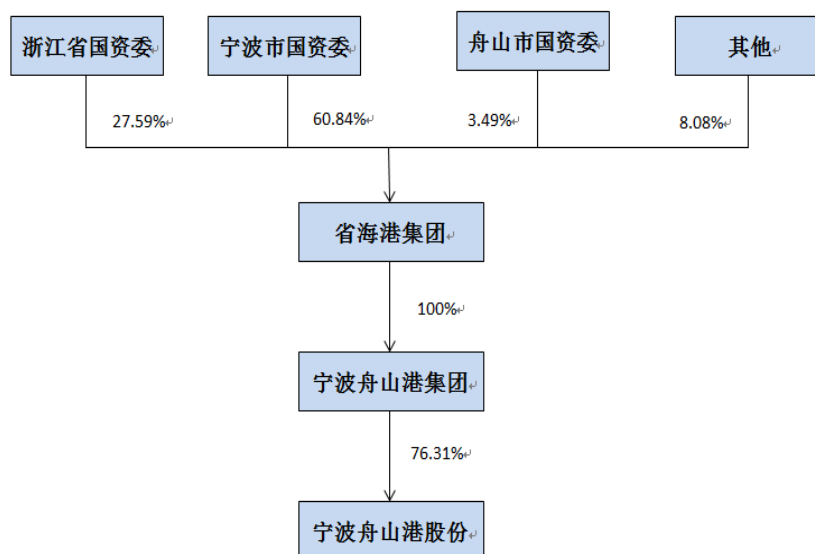 浙江省国资委
宁波市国资委
舟山市国资委
其他
27.59%
60.84%
3.49%
8.08%
省海港集团
100%
宁波舟山港集团
76.31%
宁波舟山港股份